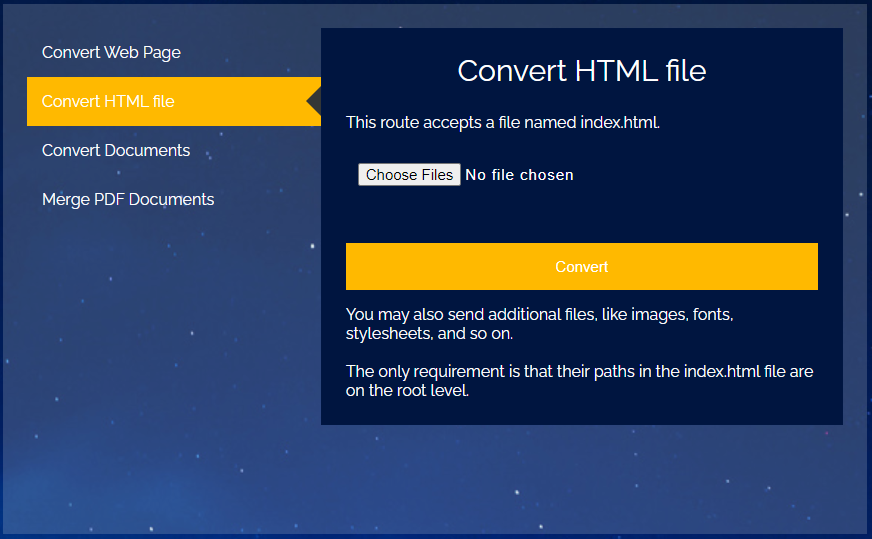 Convert Web Page
Convert HTML file
Convert Documents
Merge PDF Documents
Convert HTML file
This route accepts a file named index.html.
Choose Files No file chosen
Convert
You may also send additional files, like images, fonts,
stylesheets, and so on.
The only requirement is that their paths in the index.html file are
on the root level.